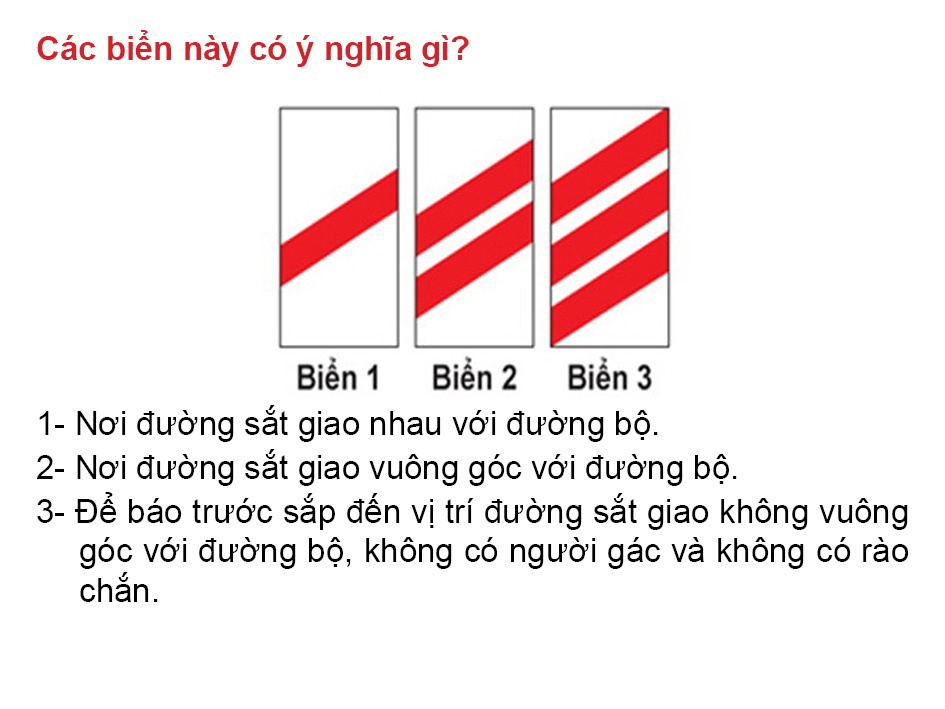 Các biển này có ý nghĩa gì?
Biển 1 Biển 2 Biển 3
1- Nơi đường sắt giao nhau với đường bộ.
2- Nơi đường sắt giao vuông góc với đường bộ.
3- Để báo trước sắp đến vị trí đường sắt giao không vuông
góc với đường bộ, không có người gác và không có rào
chắn.